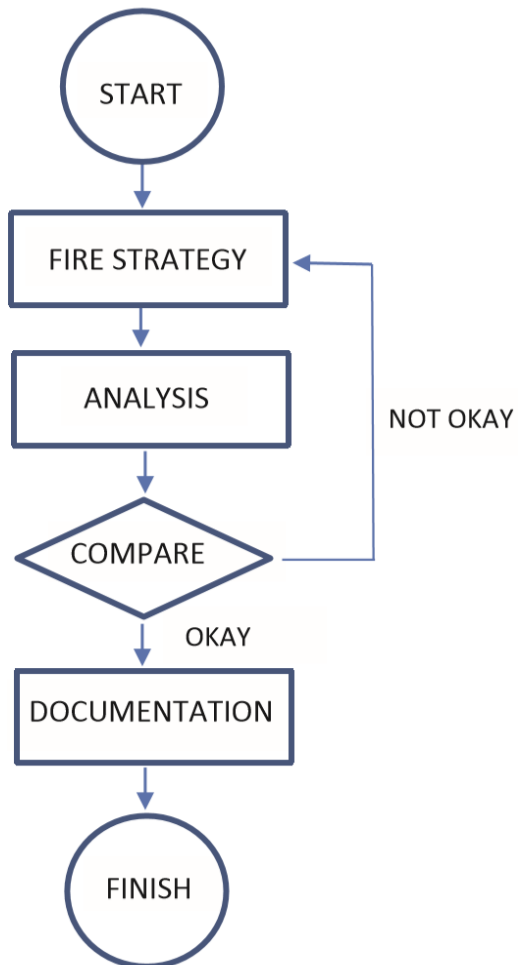 START
FIRE STRATEGY
ANALYSIS
NOT OKAY
COMPARE
OKAY
DOCUMENTATION
FINISH